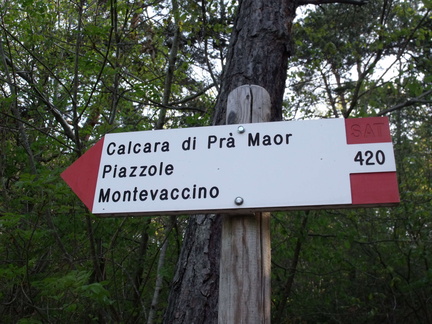 Calcara di Prà Maor
Piazzole
Montevaccino
SAT
420